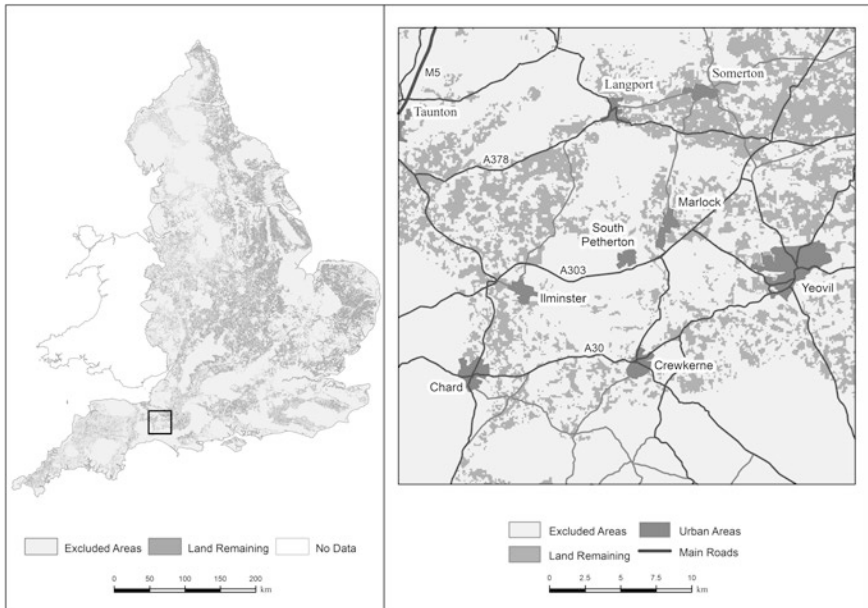 Excluded Areas
Land Remaining
No Data
0 50 100 150 200
km
M5
Taunton
Langport
Somerton
A378
Marlock
South
Petherton
A303
Ilminster
Yeovil
A30
Crewkerne
Chard
Excluded Areas
Urban Areas
Land Remaining
Main Roads
0 2.5 5 7.5 10
km